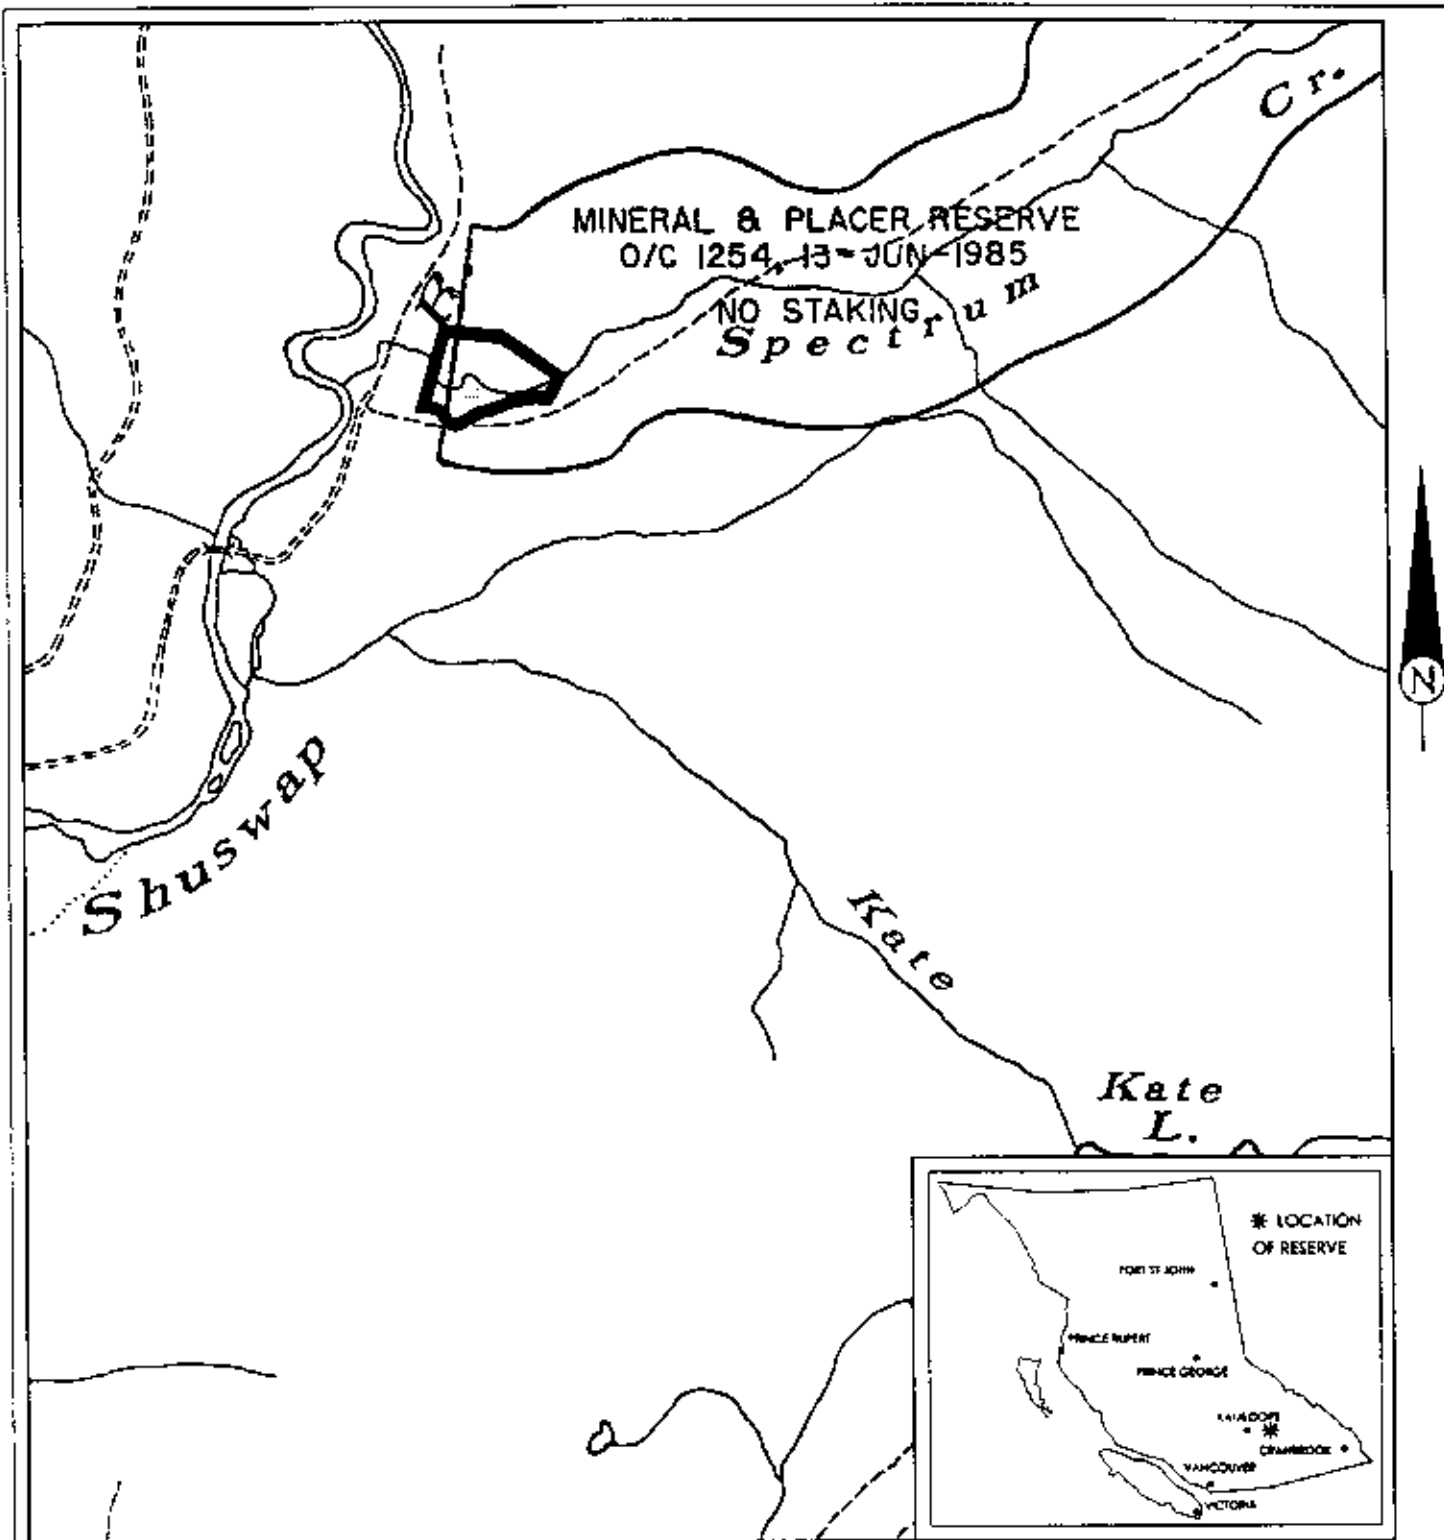 Cr.
MINERAL & PLACER RESERVE
O/C 1254, 13-JUN-1985
NO STAKING
Spectrum
N
Shuswap
Kate
Kate
L.
✳ LOCATION
OF RESERVE
FORT ST JOHN
PRINCE RUPERT
PRINCE GEORGE
KAMLOOPS
CRANBROOK
VANCOUVER
VICTORIA